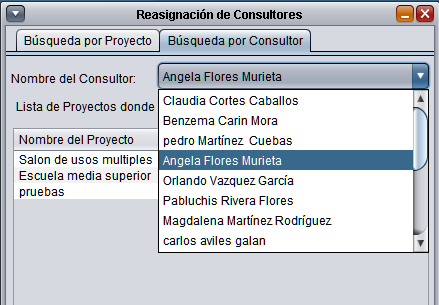 Reasignación de Consultores
Búsqueda por Proyecto Búsqueda por Consultor
Nombre del Consultor: Angela Flores Murieta
Claudia Cortes Caballos
Lista de Proyectos donde
Benzema Carin Mora
Nombre del Proyecto pedro Martínez Cuebas
Salon de usos multiples Angela Flores Murieta
Escuela media superior Orlando Vazquez García
pruebas Pabluchis Rivera Flores
Magdalena Martínez Rodríguez
carlos aviles galan